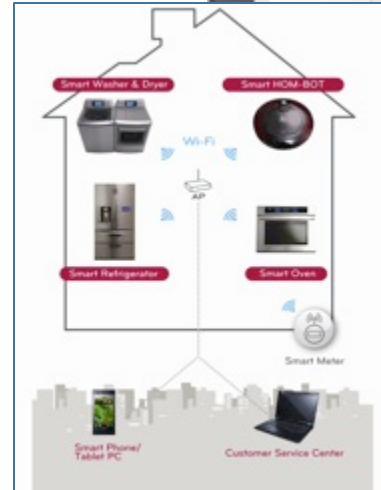 Smart Washer & Dryer
Smart HOM-BOT
Wi-Fi
AP
Smart Refrigerator
Smart Oven
Smart Meter
Smart Phone/
Tablet PC
Customer Service Center